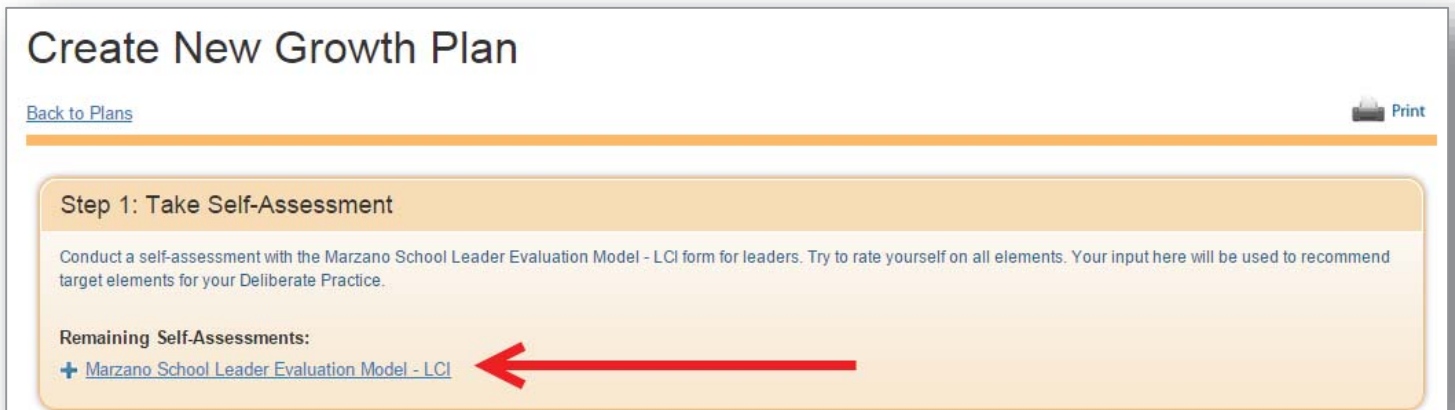 Create New Growth Plan
Back to Plans
Print
Step 1: Take Self-Assessment
Conduct a self-assessment with the Marzano School Leader Evaluation Model - LCI form for leaders. Try to rate yourself on all elements. Your input here will be used to recommend
target elements for your Deliberate Practice.
Remaining Self-Assessments:
Marzano School Leader Evaluation Model - LCI